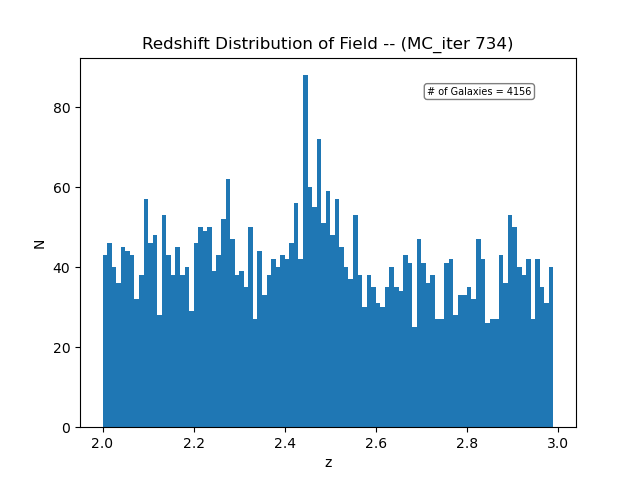 Redshift Distribution of Field -- (MC_iter 734)
# of Galaxies = 4156
N
80
60
40
20
0
2.0 2.2 2.4 2.6 2.8 3.0
z